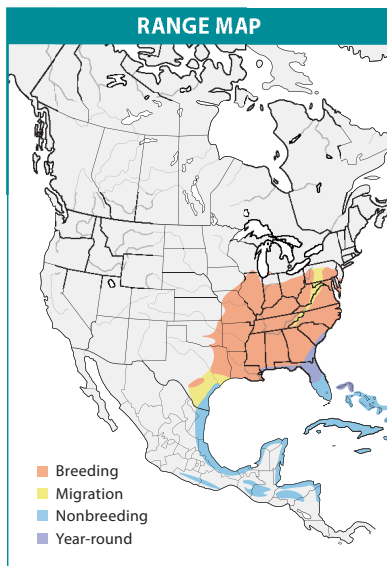 RANGE MAP
Breeding
Migration
Nonbreeding
Year-round